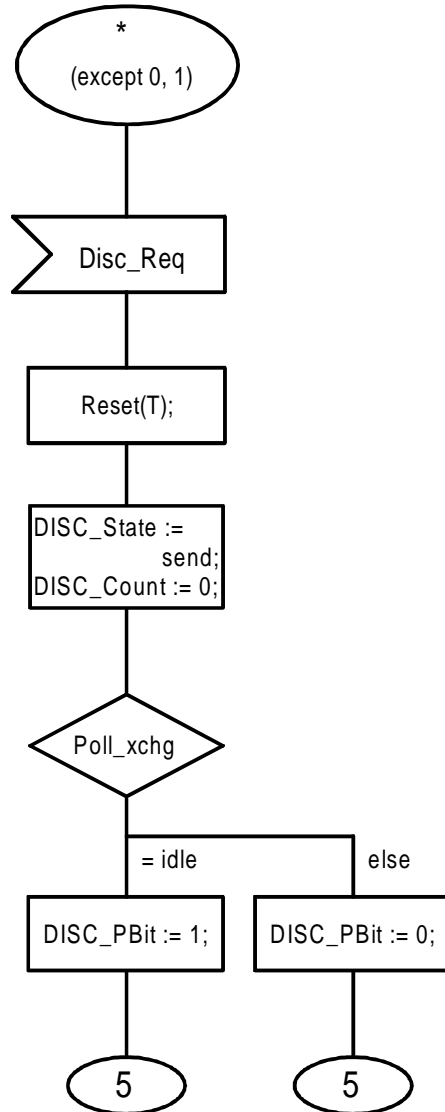 *
(except 0, 1)
Disc_Req
Reset(T);
DISC_State :=
send;
DISC_Count := 0;
Poll_xchg
= idle
else
DISC_PBit := 1;
DISC_PBit := 0;
5
5